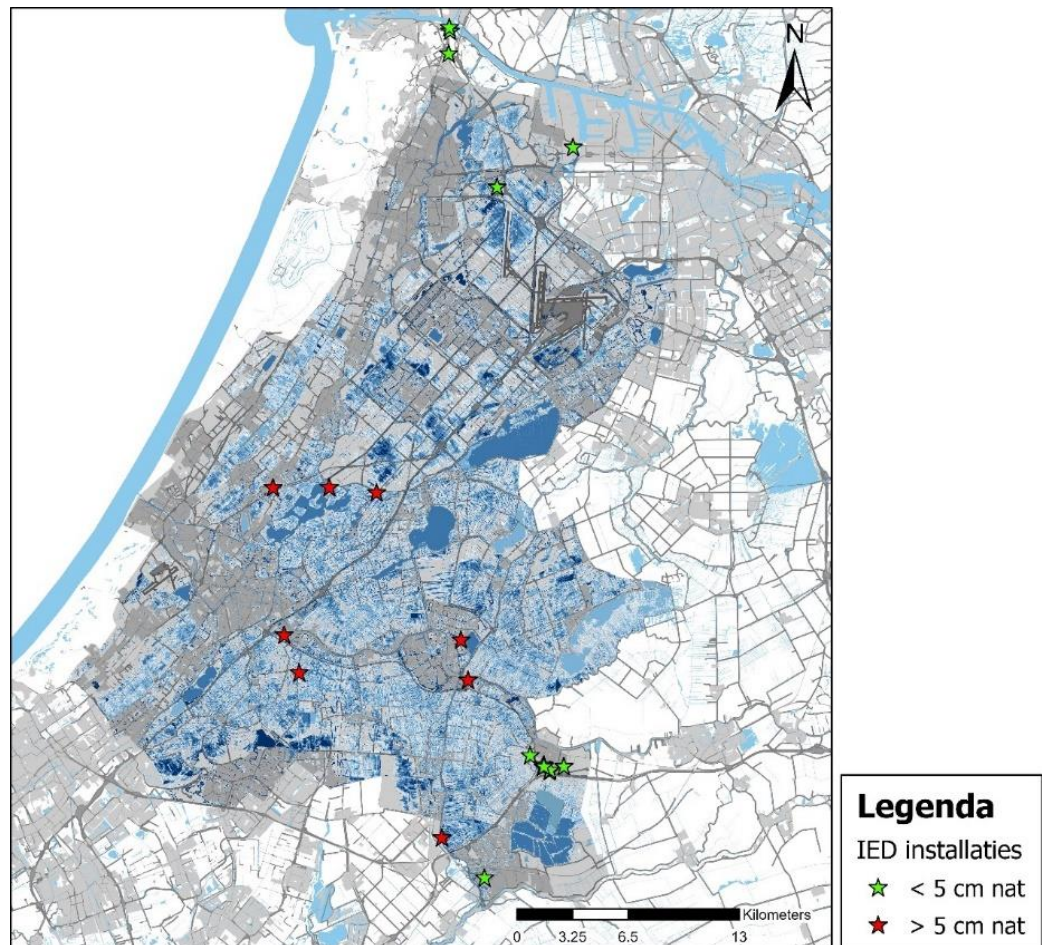 N
Kilometers
0 3.25 6.5 13
Legenda
IED installaties
< 5 cm nat
> 5 cm nat